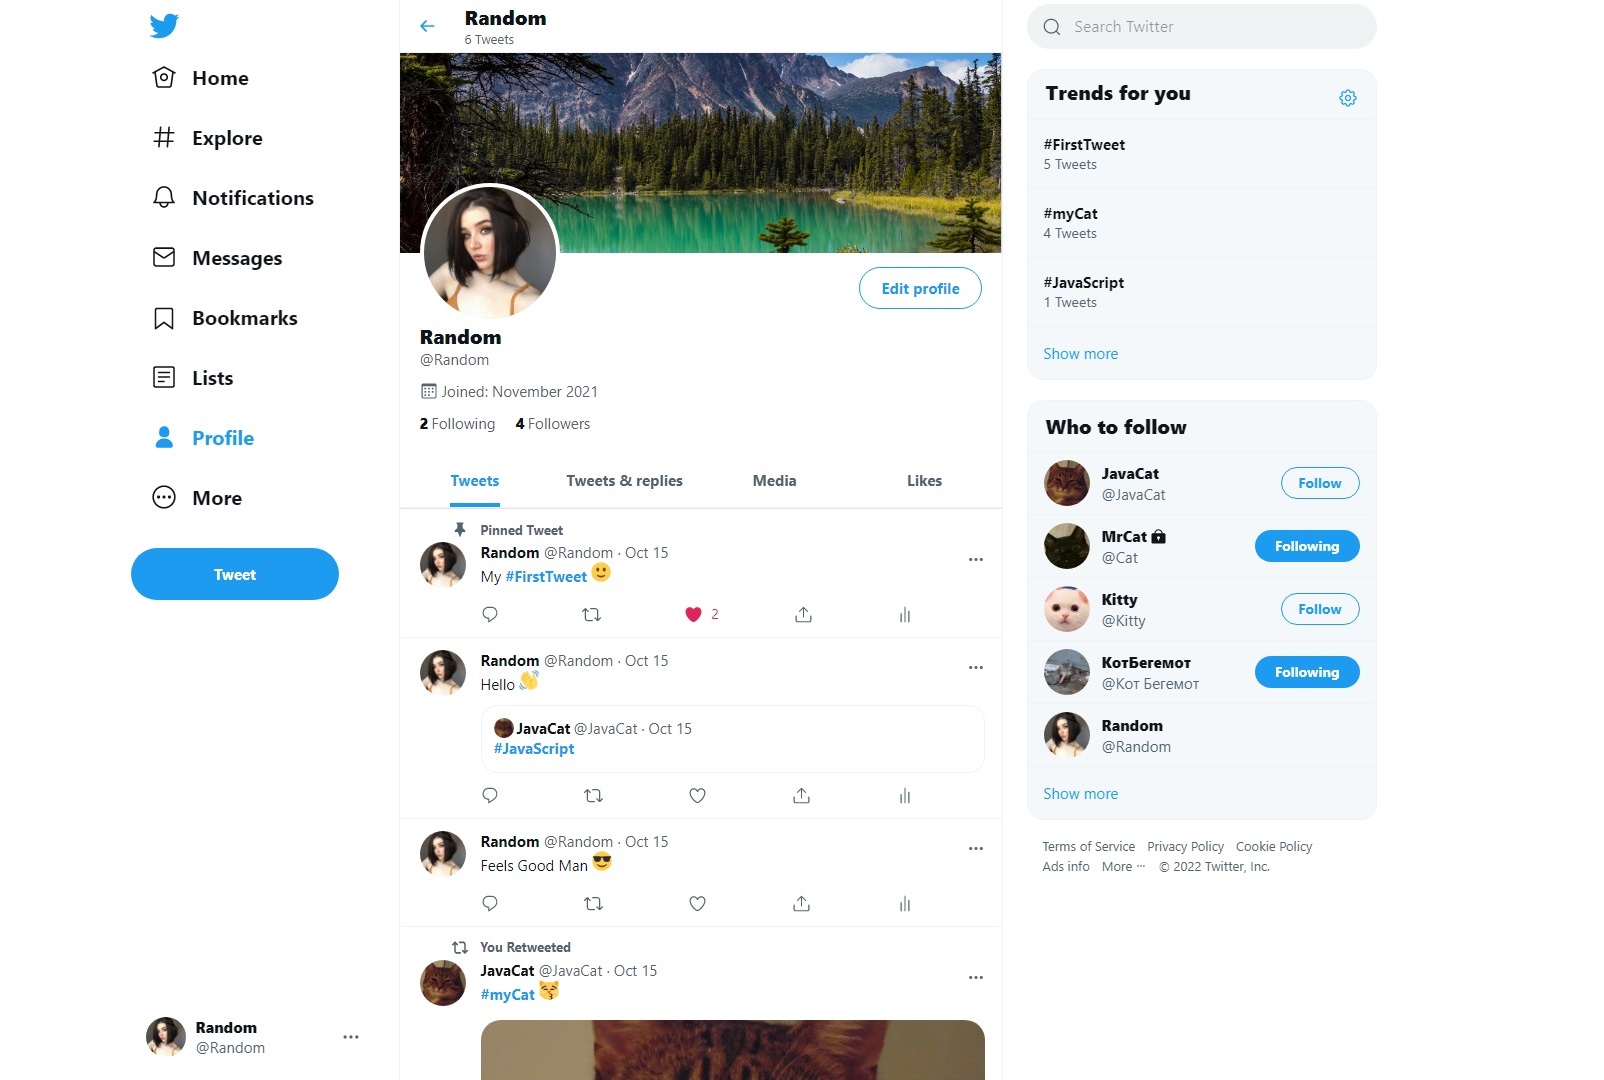 Home
Explore
Notifications
Messages
Bookmarks
Lists
Profile
More
Tweet
Random
@Random
Random
6 Tweets
Edit profile
Random
@Random
Joined: November 2021
2 Following 4 Followers
Tweets Tweets & replies Media Likes
Pinned Tweet
Random @Random · Oct 15
My #FirstTweet 🙂
2
Random @Random · Oct 15
Hello 👋
JavaCat @JavaCat · Oct 15
#JavaScript
Random @Random · Oct 15
Feels Good Man 😎
You Retweeted
JavaCat @JavaCat · Oct 15
#myCat 😽
Search Twitter
Trends for you
#FirstTweet
5 Tweets
#myCat
4 Tweets
#JavaScript
1 Tweets
Show more
Who to follow
JavaCat
@JavaCat
Follow
MrCat
@Cat
Following
Kitty
@Kitty
Follow
КотБегемот
@Кот Бегемот
Following
Random
@Random
Show more
Terms of Service Privacy Policy Cookie Policy
Ads info More ··· © 2022 Twitter, Inc.